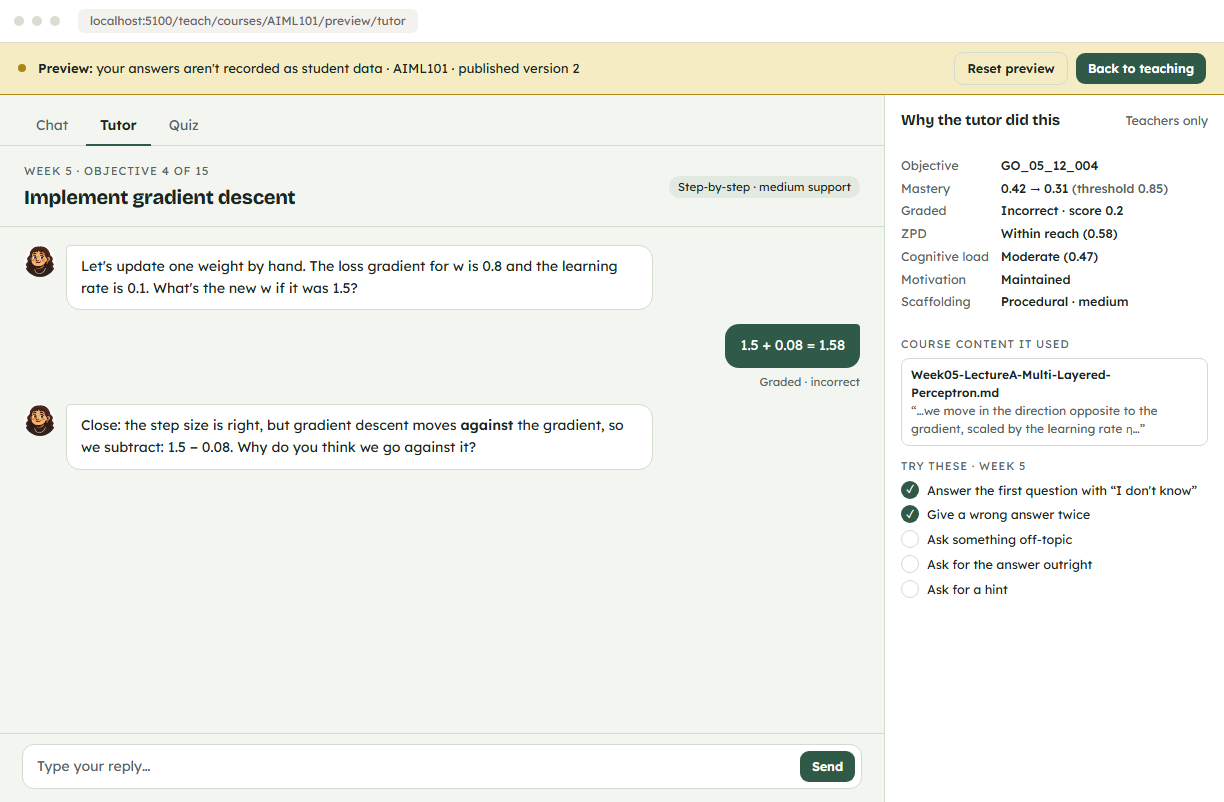 localhost:5100/teach/courses/AIML101/preview/tutor
Preview: your answers aren't recorded as student data · AIML101 · published version 2
Reset preview
Back to teaching
Chat
Tutor
Quiz
WEEK 5 · OBJECTIVE 4 OF 15
Implement gradient descent
Step-by-step · medium support
Let's update one weight by hand. The loss gradient for w is 0.8 and the learning
rate is 0.1. What's the new w if it was 1.5?
1.5 + 0.08 = 1.58
Graded · incorrect
Close: the step size is right, but gradient descent moves against the gradient, so
we subtract: 1.5 − 0.08. Why do you think we go against it?
Type your reply…
Send
Why the tutor did this
Teachers only
Objective GO_05_12_004
Mastery 0.42 → 0.31 (threshold 0.85)
Graded Incorrect · score 0.2
ZPD Within reach (0.58)
Cognitive load Moderate (0.47)
Motivation Maintained
Scaffolding Procedural · medium
COURSE CONTENT IT USED
Week05-LectureA-Multi-Layered-
Perceptron.md
“…we move in the direction opposite to the
gradient, scaled by the learning rate η…”
TRY THESE · WEEK 5
Answer the first question with “I don't know”
Give a wrong answer twice
Ask something off-topic
Ask for the answer outright
Ask for a hint